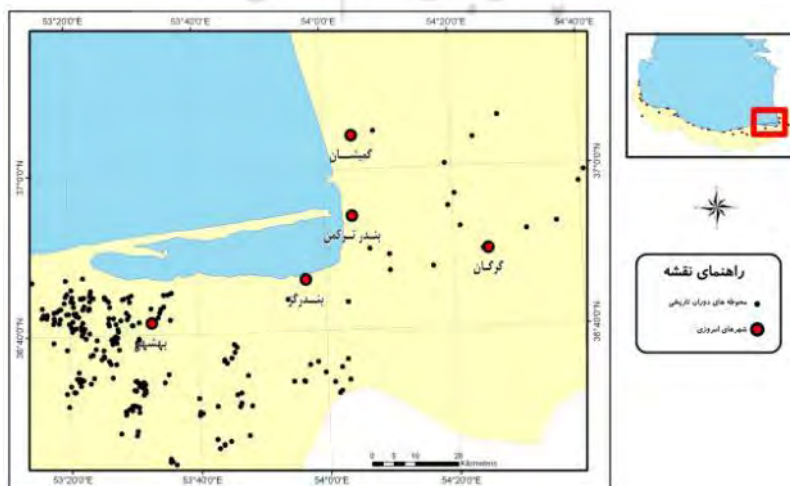 53°20'0"E
53°40'0"E
54°0'0"E
54°20'0"E
54°40'0"E
37°0'0"N
36°40'0"N
37°0'0"N
36°40'0"N
گمیشان
بندر ترکمن
گرگان
بندرگز
بهشهر
راهنمای نقشه
محوطه های دوران تاریخی
شهرهای امروزی
0 5 10 20
Kilometers
53°20'0"E
53°40'0"E
54°0'0"E
54°20'0"E